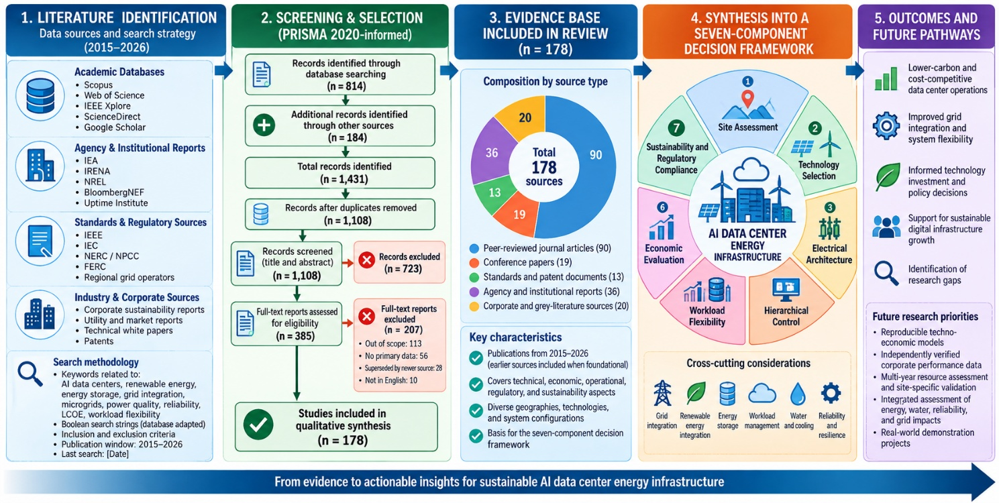 1. LITERATURE IDENTIFICATION
Data sources and search strategy
(2015–2026)
Academic Databases
• Scopus
• Web of Science
• IEEE Xplore
• ScienceDirect
• Google Scholar
Agency & Institutional Reports
• IEA
• IRENA
• NREL
• BloombergNEF
• Uptime Institute
Standards & Regulatory Sources
• IEEE
• IEC
• NERC / NPCC
• FERC
• Regional grid operators
Industry & Corporate Sources
• Corporate sustainability reports
• Utility and market reports
• Technical white papers
• Patents
Search methodology
• Keywords related to:
AI data centers, renewable energy,
energy storage, grid integration,
microgrids, power quality, reliability,
LCOE, workload flexibility
• Boolean search strings (database adapted)
• Inclusion and exclusion criteria
• Publication window: 2015–2026
• Last search: [Date]
2. SCREENING & SELECTION
(PRISMA 2020-informed)
Records identified through
database searching
(n = 814)
Additional records identified
through other sources
(n = 184)
Total records identified
(n = 1,431)
Records after duplicates removed
(n = 1,108)
Records screened
(title and abstract)
(n = 1,108)
Records excluded
(n = 723)
Full-text reports assessed
for eligibility
(n = 385)
Full-text reports
excluded
(n = 207)
• Out of scope: 113
• No primary data: 56
• Superseded by newer source: 28
• Not in English: 10
Studies included in
qualitative synthesis
(n = 178)
3. EVIDENCE BASE
INCLUDED IN REVIEW
(n = 178)
Composition by source type
20
36
90
13
19
Total
178
sources
Peer-reviewed journal articles (90)
Conference papers (19)
Standards and patent documents (13)
Agency and institutional reports (36)
Corporate and grey-literature sources (20)
Key characteristics
Publications from 2015–2026
(earlier sources included when foundational)
Covers technical, economic, operational,
regulatory, and sustainability aspects
Diverse geographies, technologies,
and system configurations
Basis for the seven-component decision
framework
4. SYNTHESIS INTO A
SEVEN-COMPONENT
DECISION FRAMEWORK
1
Site Assessment
2
Technology
Selection
3
Electrical
Architecture
Hierarchical
Control
Workload
Flexibility
6
Economic
Evaluation
7
Sustainability and
Regulatory
Compliance
AI DATA CENTER
ENERGY
INFRASTRUCTURE
Cross-cutting considerations
Grid
integration
Renewable
energy
integration
Energy
storage
Workload
management
Water
and cooling
Reliability
and
resilience
5. OUTCOMES AND
FUTURE PATHWAYS
Lower-carbon and
cost-competitive
data center operations
Improved grid
integration and
system flexibility
Informed technology
investment and
policy decisions
Support for sustainable
digital infrastructure
growth
Identification of
research gaps
Future research priorities
• Reproducible techno-
economic models
• Independently verified
corporate performance data
• Multi-year resource assessment
and site-specific validation
• Integrated assessment of
energy, water, reliability,
and grid impacts
• Real-world demonstration
projects
From evidence to actionable insights for sustainable AI data center energy infrastructure